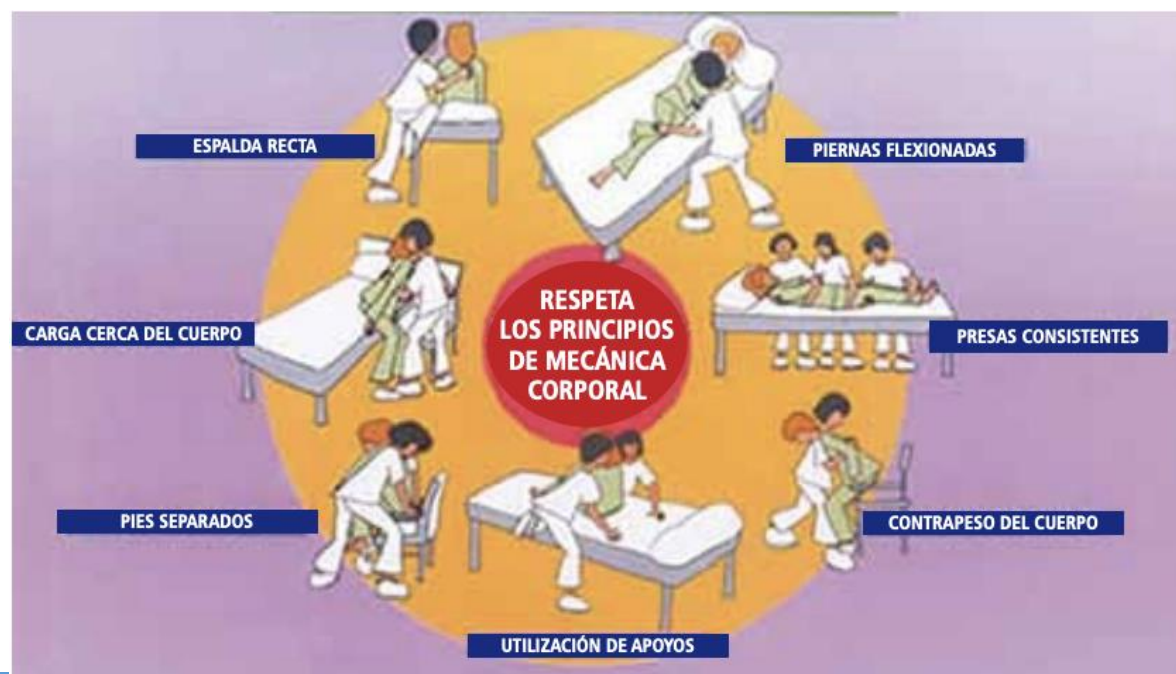 ESPALDA RECTA
PIERNAS FLEXIONADAS
RESPETA
LOS PRINCIPIOS
DE MECÁNICA
CORPORAL
CARGA CERCA DEL CUERPO
PRESAS CONSISTENTES
PIES SEPARADOS
CONTRAPESO DEL CUERPO
UTILIZACIÓN DE APOYOS